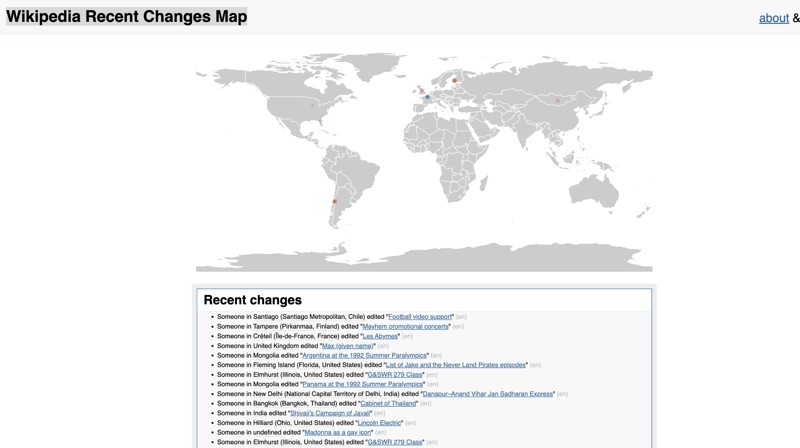 Wikipedia Recent Changes Map
about &
Recent changes
Someone in Santiago (Santiago Metropolitan, Chile) edited "Football video support" (en)
Someone in Tampere (Pirkanmaa, Finland) edited "Mayhem promotional concerts" (en)
Someone in Créteil (Île-de-France, France) edited "Les Abymes" (en)
Someone in United Kingdom edited "Max (given name)" (en)
Someone in Mongolia edited "Argentina at the 1992 Summer Paralympics" (en)
Someone in Fleming Island (Florida, United States) edited "List of Jake and the Never Land Pirates episodes" (en)
Someone in Elmhurst (Illinois, United States) edited "G&SWR 279 Class" (en)
Someone in Mongolia edited "Panama at the 1992 Summer Paralympics" (en)
Someone in New Delhi (National Capital Territory of Delhi, India) edited "Danapur–Anand Vihar Jan Sadharan Express" (en)
Someone in Bangkok (Bangkok, Thailand) edited "Cabinet of Thailand" (en)
Someone in India edited "Shivaji's Campaign of Javali" (en)
Someone in Hilliard (Ohio, United States) edited "Lincoln Electric" (en)
Someone in undefined edited "Madonna as a gay icon" (en)
Someone in Elmhurst (Illinois, United States) edited "G&SWR 279 Class" (en)